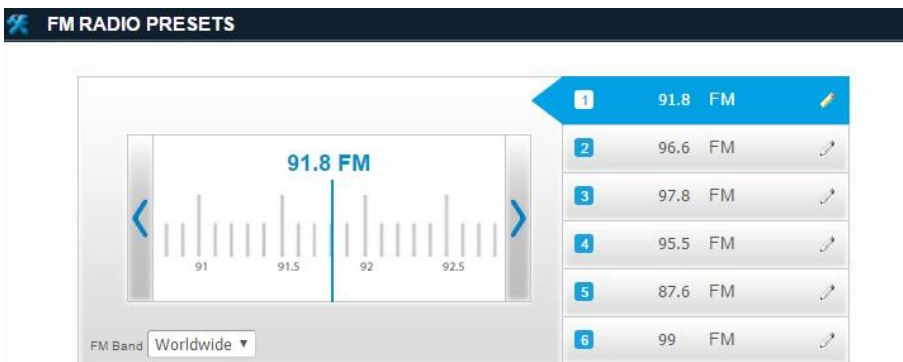 FM RADIO PRESETS
91.8 FM
91 91.5 92 92.5
FM Band Worldwide
1 91.8 FM
2 96.6 FM
3 97.8 FM
4 95.5 FM
5 87.6 FM
6 99 FM